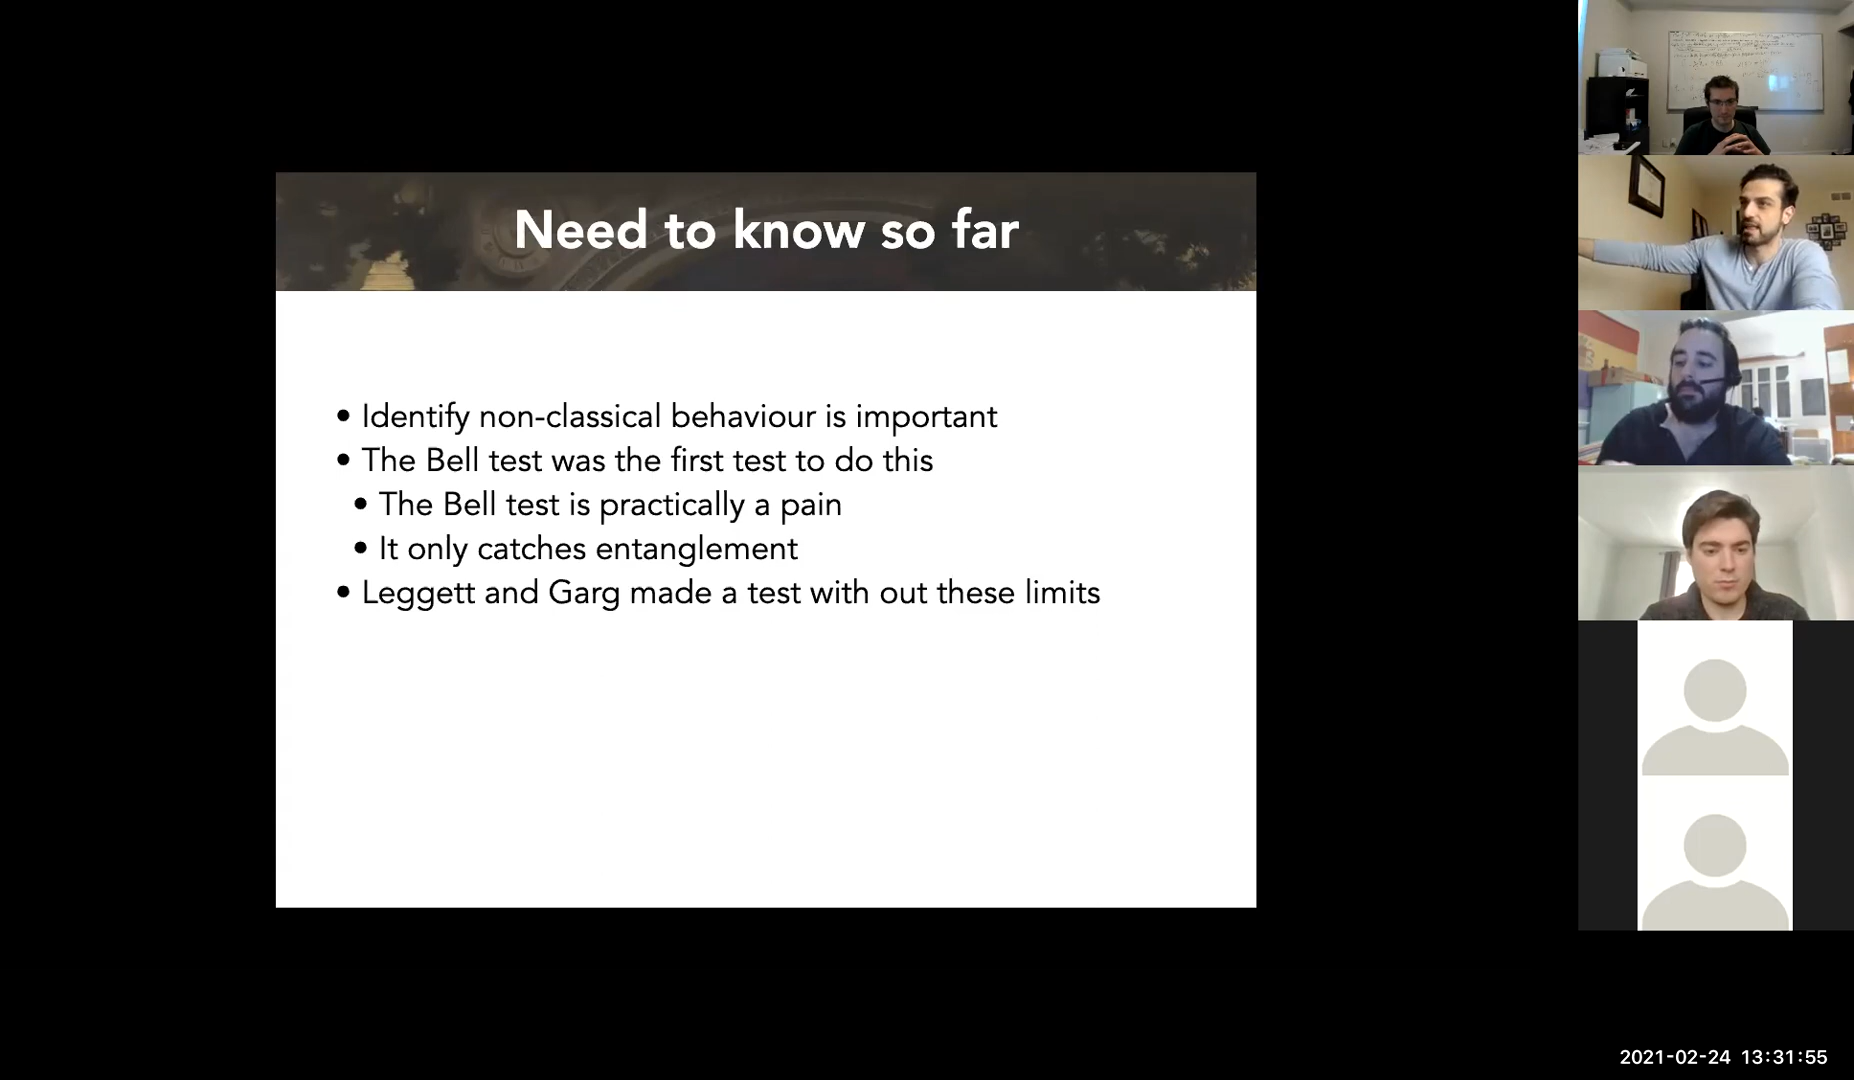 Need to know so far
• Identify non-classical behaviour is important
• The Bell test was the first test to do this
• The Bell test is practically a pain
• It only catches entanglement
• Leggett and Garg made a test with out these limits
2021-02-24 13:31:55